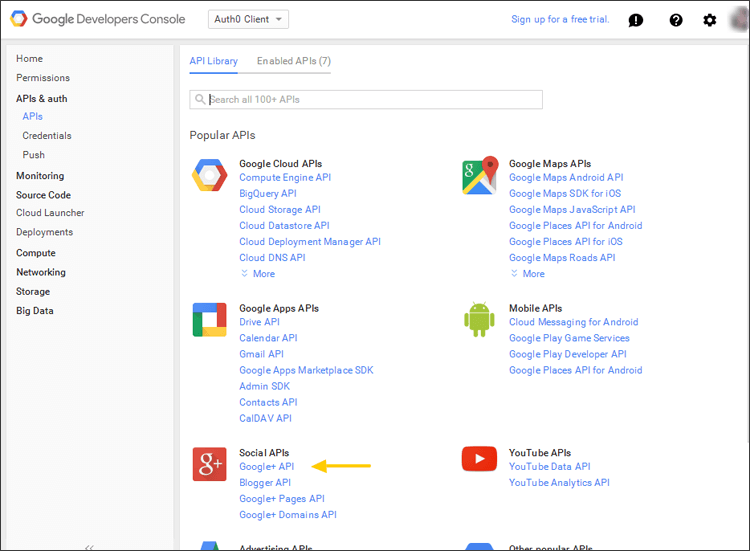 Google Developers Console
Auth0 Client
Sign up for a free trial.
Home
Permissions
APIs & auth
APIs
Credentials
Push
Monitoring
Source Code
Cloud Launcher
Deployments
Compute
Networking
Storage
Big Data
API Library
Enabled APIs (7)
Search all 100+ APIs
Popular APIs
Google Cloud APIs
Compute Engine API
BigQuery API
Cloud Storage API
Cloud Datastore API
Cloud Deployment Manager API
Cloud DNS API
More
Google Maps APIs
Google Maps Android API
Google Maps SDK for iOS
Google Maps JavaScript API
Google Places API for Android
Google Places API for iOS
Google Maps Roads API
More
Google Apps APIs
Drive API
Calendar API
Gmail API
Google Apps Marketplace SDK
Admin SDK
Contacts API
CalDAV API
Mobile APIs
Cloud Messaging for Android
Google Play Game Services
Google Play Developer API
Google Places API for Android
g+
Social APIs
Google+ API
Blogger API
Google+ Pages API
Google+ Domains API
YouTube APIs
YouTube Data API
YouTube Analytics API
Advertising APIs
Other popular APIs